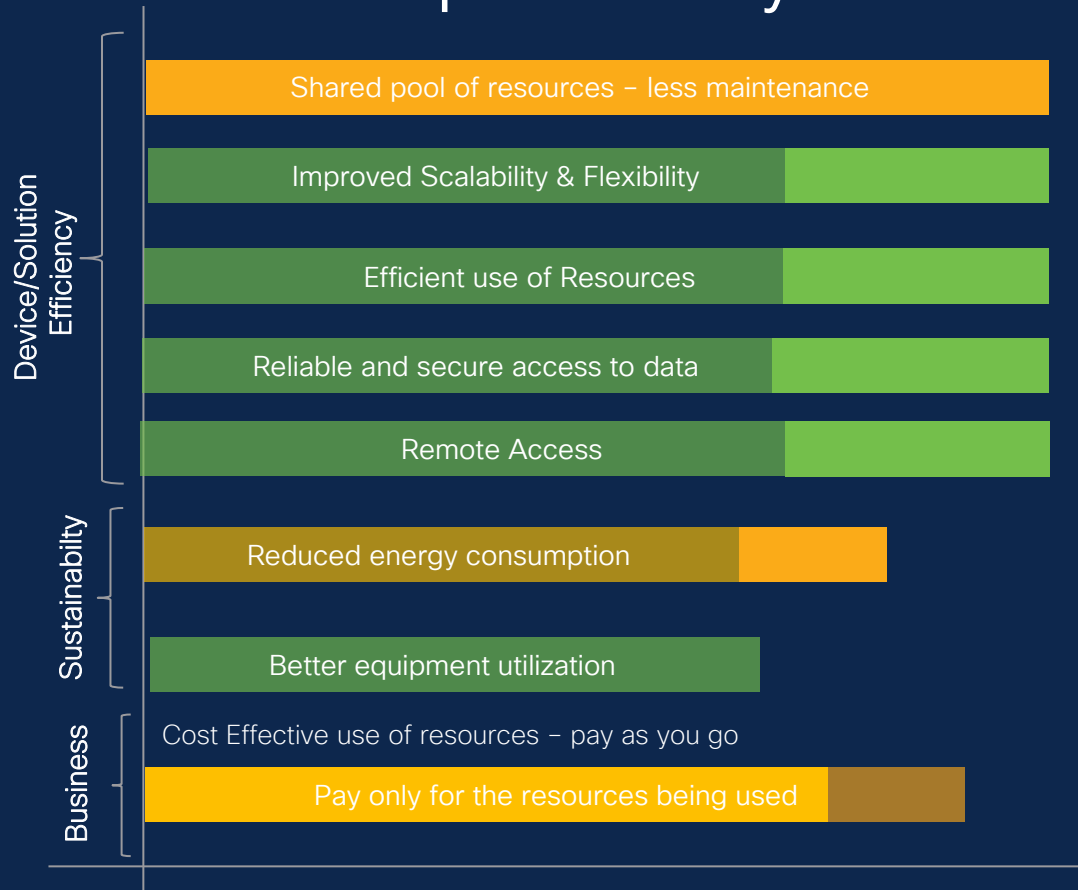 Device/Solution
Efficiency
Shared pool of resources – less maintenance
Improved Scalability & Flexibility
Efficient use of Resources
Reliable and secure access to data
Remote Access
Sustainabilty
Reduced energy consumption
Better equipment utilization
Business
Cost Effective use of resources – pay as you go
Pay only for the resources being used